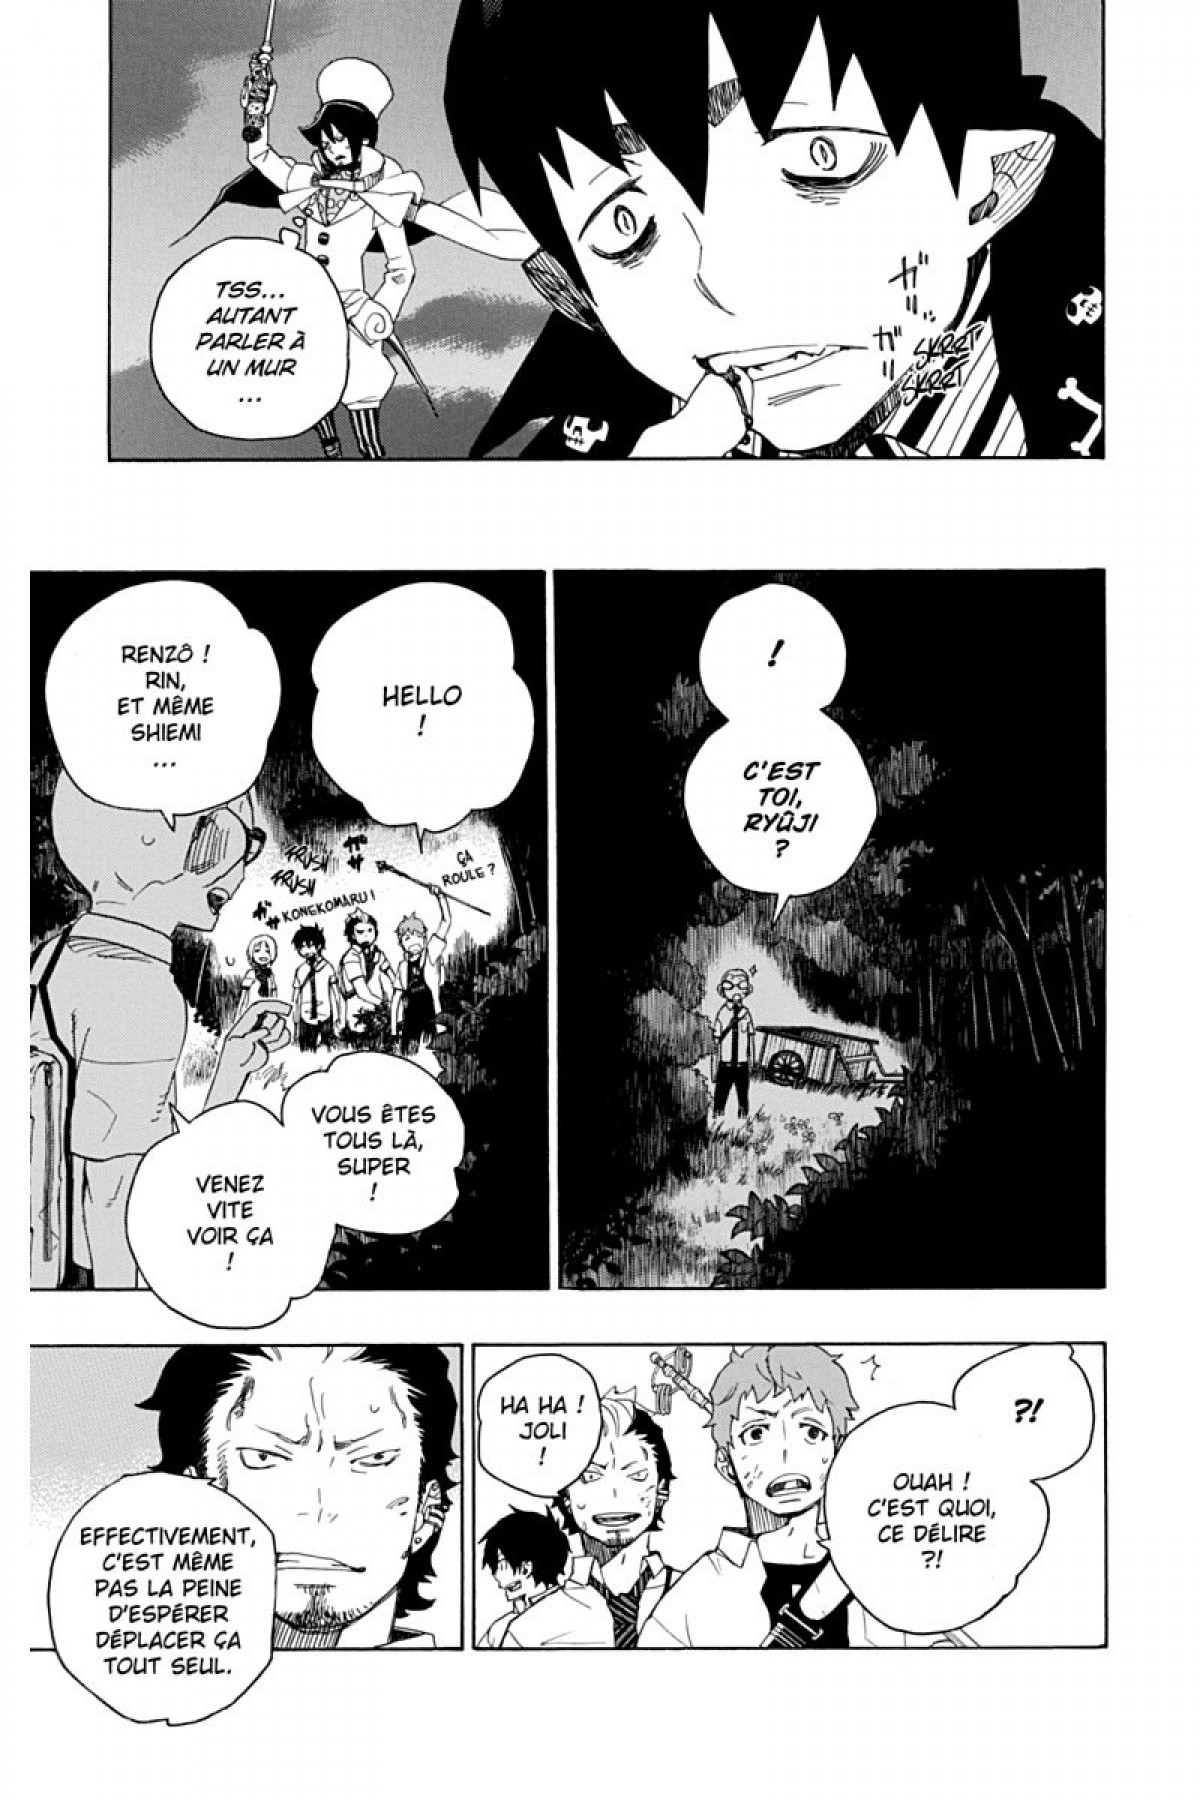 TSS...
AUTANT
PARLER À
UN MUR
...
ガ"
ガ"
SKRRT
SKRRT
!
C'EST
TOI,
RYÛJI
?
HELLO
!
ÇA
ROULE ?
KONEKOMARU !
FRUSH
FRUSH
RENZÔ !
RIN,
ET MÊME
SHIEMI
...
VOUS ÊTES
TOUS LÀ,
SUPER
!
VENEZ
VITE
VOIR ÇA
!
?!
OUAH !
C'EST QUOI,
CE DÉLIRE
?!
HA HA !
JOLI
!
EFFECTIVEMENT,
C'EST MÊME
PAS LA PEINE
D'ESPÉRER
DÉPLACER ÇA
TOUT SEUL.